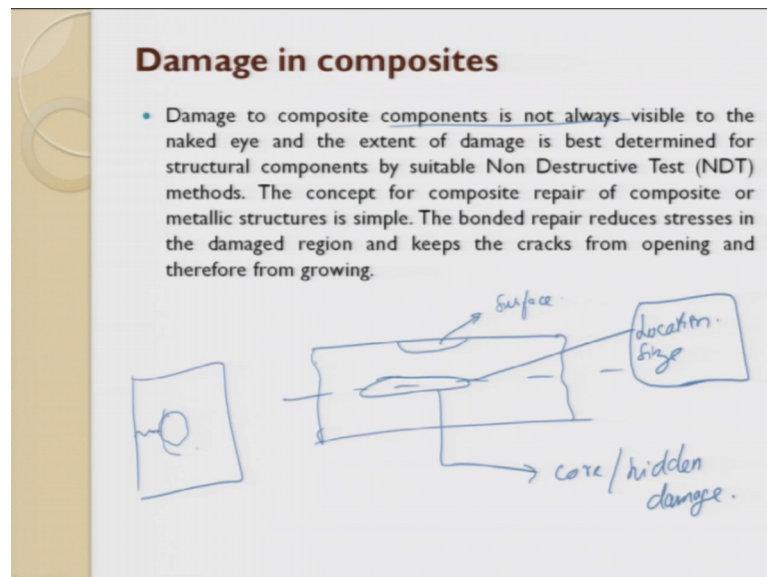 Damage in composites
• Damage to composite components is not always visible to the
naked eye and the extent of damage is best determined for
structural components by suitable Non Destructive Test (NDT)
methods. The concept for composite repair of composite or
metallic structures is simple. The bonded repair reduces stresses in
the damaged region and keeps the cracks from opening and
therefore from growing.
Surface
Location.
Size
core/hidden
damage.